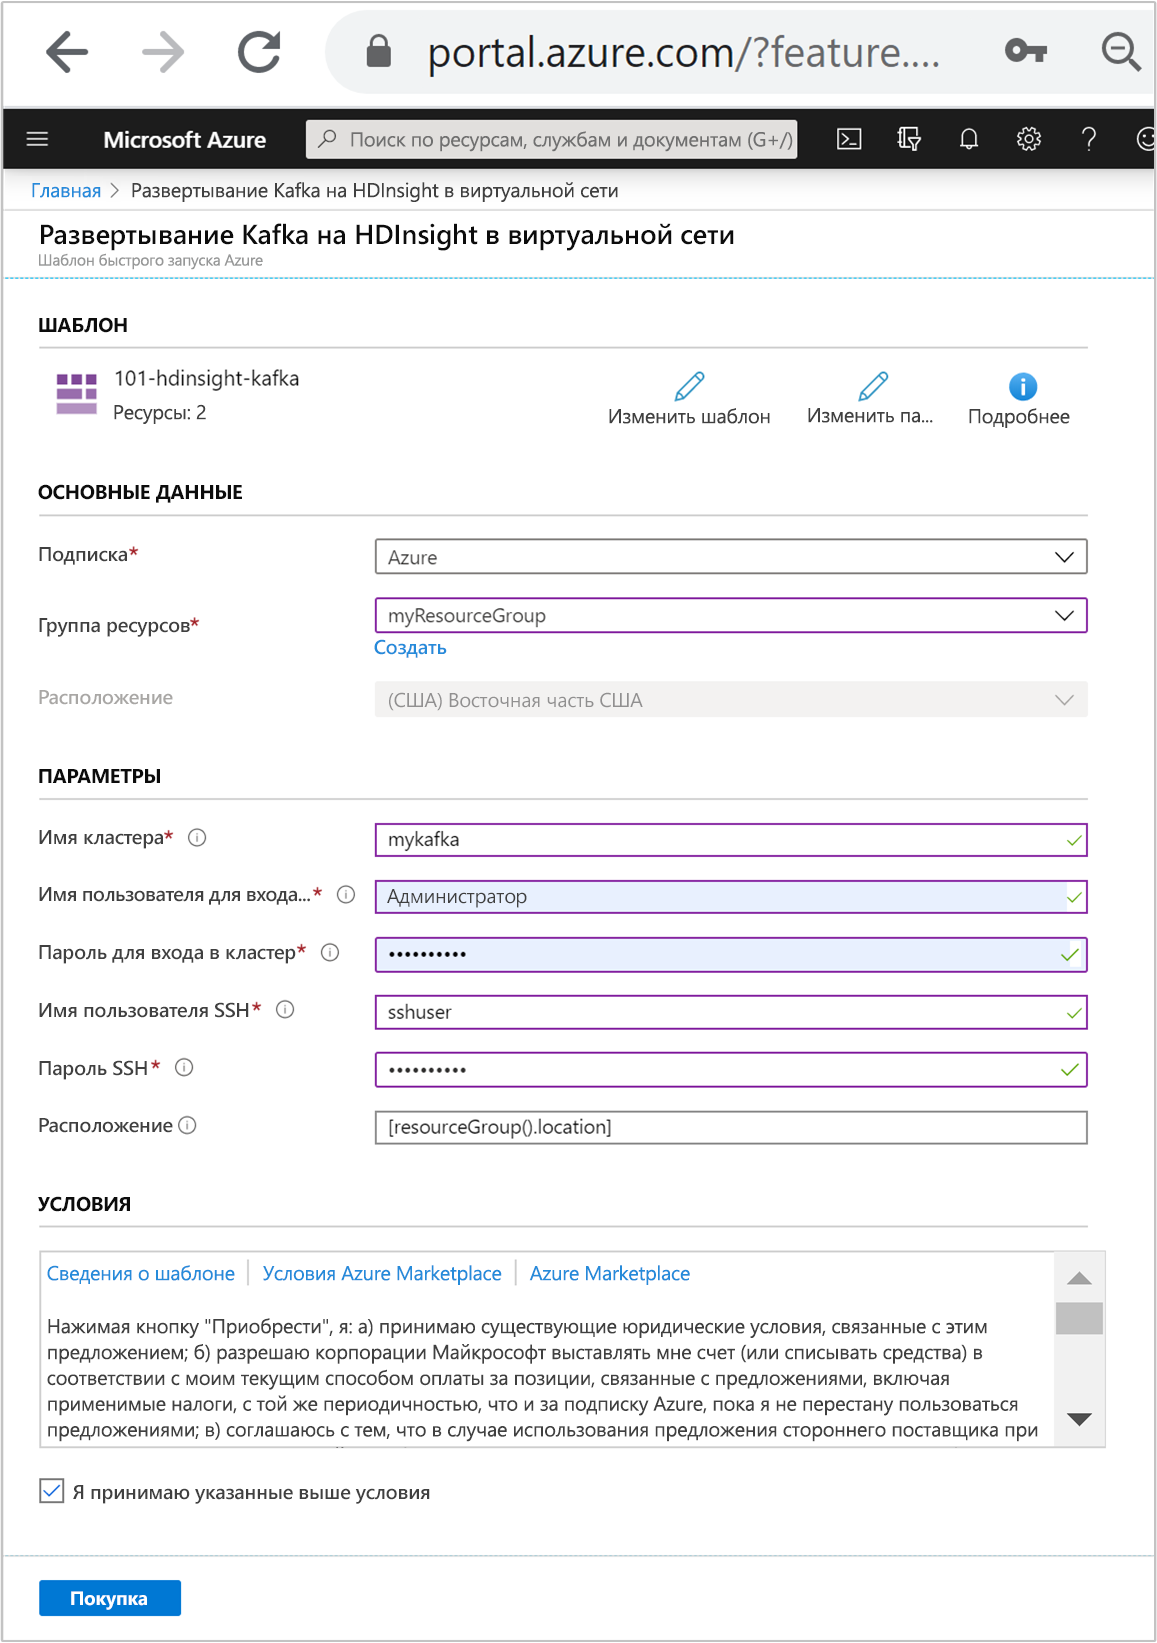 portal.azure.com/?feature....
Microsoft Azure
Поиск по ресурсам, службам и документам (G+/)
Главная > Развертывание Kafka на HDInsight в виртуальной сети
Развертывание Kafka на HDInsight в виртуальной сети
Шаблон быстрого запуска Azure
ШАБЛОН
101-hdinsight-kafka
Ресурсы: 2
Изменить шаблон
Изменить па...
Подробнее
ОСНОВНЫЕ ДАННЫЕ
Подписка*
Azure
Группа ресурсов*
myResourceGroup
Создать
Расположение
(США) Восточная часть США
ПАРАМЕТРЫ
Имя кластера*
mykafka
Имя пользователя для входа...*
Администратор
Пароль для входа в кластер*
••••••••••
Имя пользователя SSH*
sshuser
Пароль SSH*
••••••••••
Расположение
[resourceGroup().location]
УСЛОВИЯ
Сведения о шаблоне | Условия Azure Marketplace | Azure Marketplace
Нажимая кнопку "Приобрести", я: а) принимаю существующие юридические условия, связанные с этим
предложением; б) разрешаю корпорации Майкрософт выставлять мне счет (или списывать средства) в
соответствии с моим текущим способом оплаты за позиции, связанные с предложениями, включая
применимые налоги, с той же периодичностью, что и за подписку Azure, пока я не перестану пользоваться
предложениями; в) соглашаюсь с тем, что в случае использования предложения стороннего поставщика при
Я принимаю указанные выше условия
Покупка